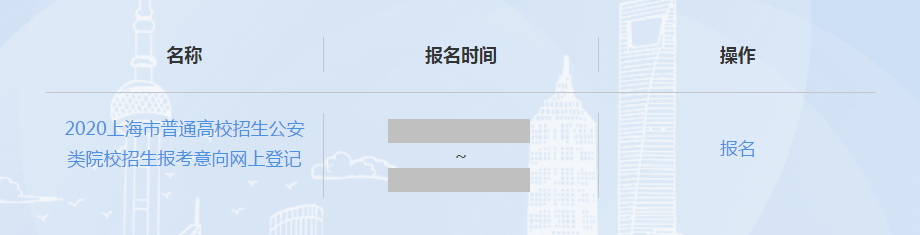 名称 报名时间 操作
2020上海市普通高校招生公安
类院校招生报考意向网上登记
~
报名